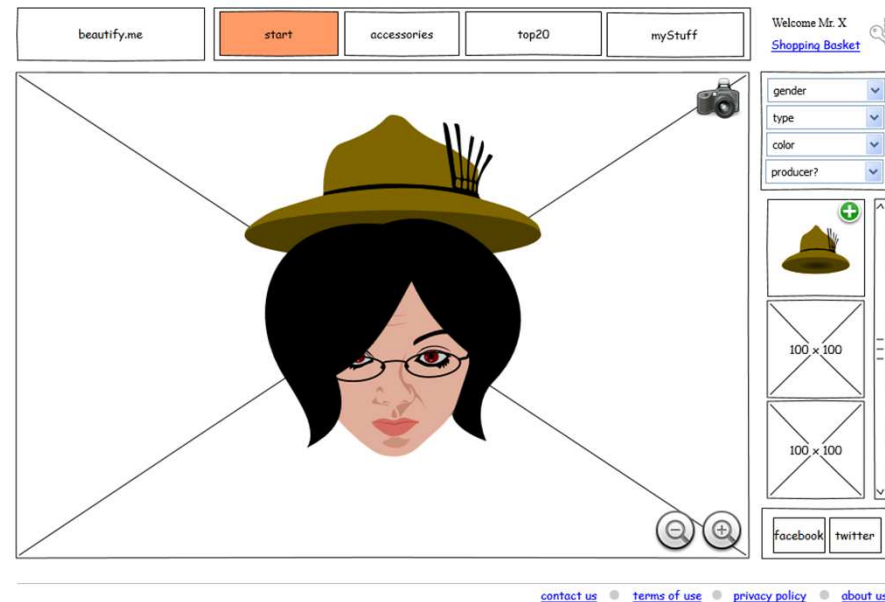 beautify.me
start
accessories
top20
myStuff
Welcome Mr. X
Shopping Basket
gender
type
color
producer?
100 x 100
100 x 100
facebook
twitter
contact us
terms of use
privacy policy
about us